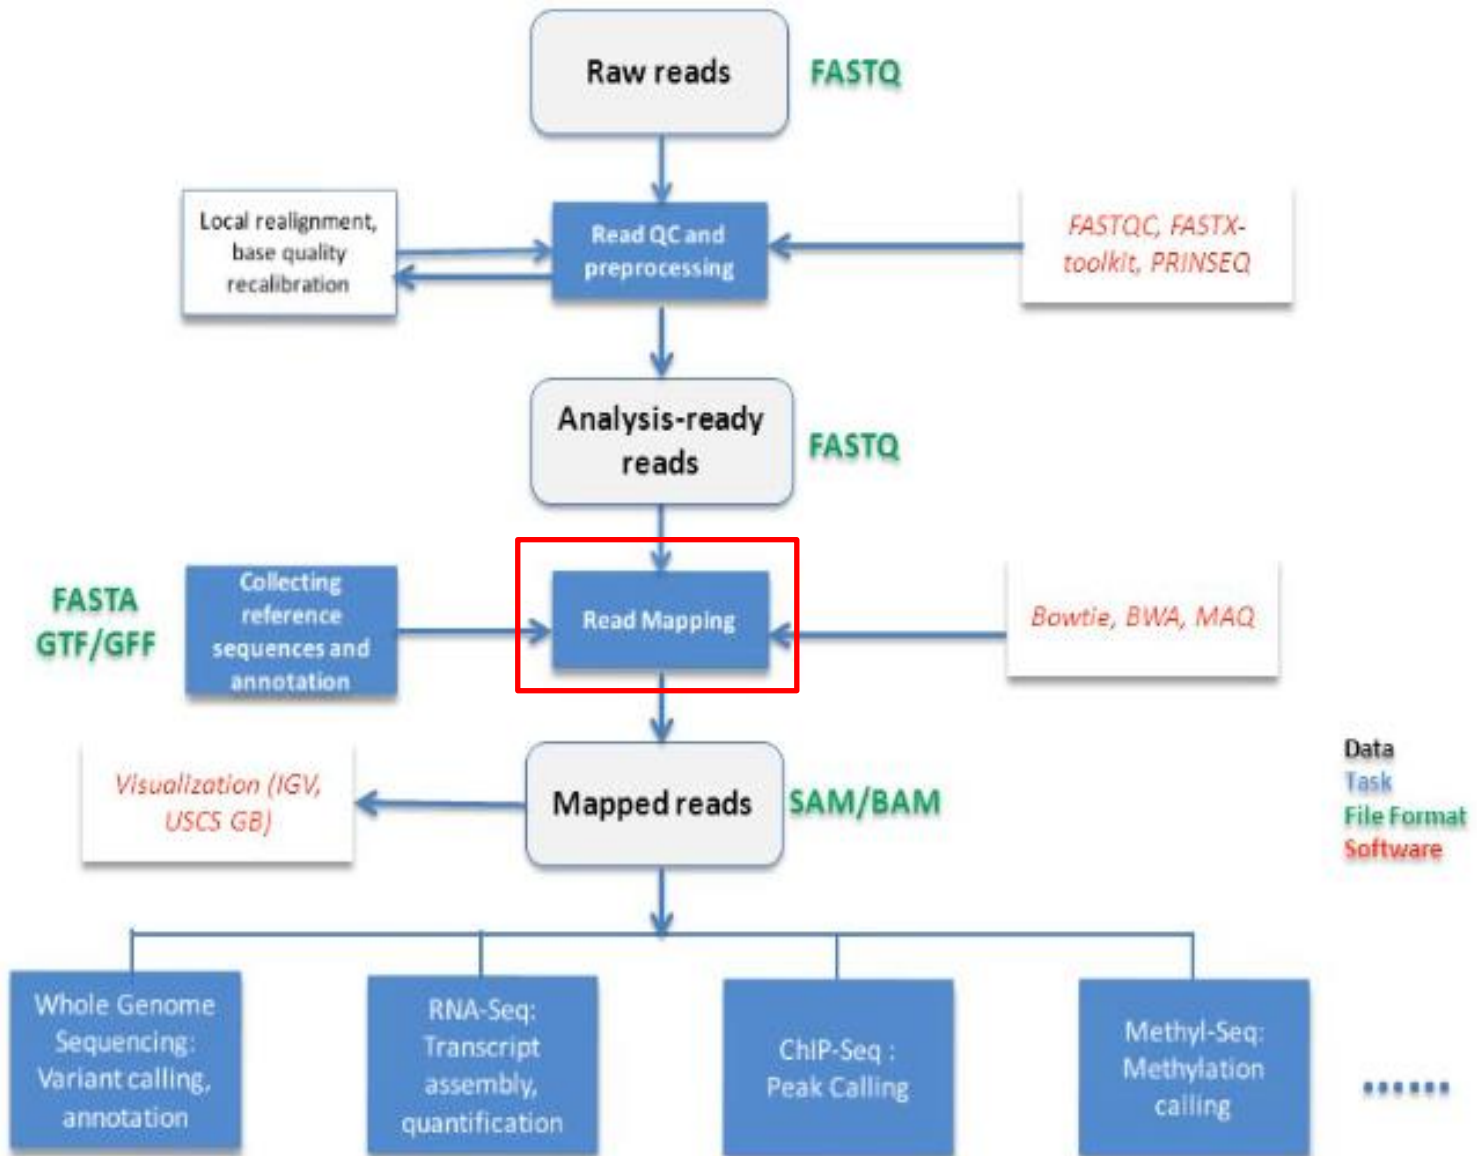 Raw reads
FASTQ
Local realignment,
base quality
recalibration
Read QC and
preprocessing
FASTQC, FASTX-
toolkit, PRINSEQ
Analysis-ready
reads
FASTQ
FASTA
GTF/GFF
Collecting
reference
sequences and
annotation
Read Mapping
Bowtie, BWA, MAQ
Visualization (IGV,
USCS GB)
Mapped reads
SAM/BAM
Data
Task
File Format
Software
Whole Genome
Sequencing:
Variant calling,
annotation
RNA-Seq:
Transcript
assembly,
quantification
ChIP-Seq :
Peak Calling
Methyl-Seq:
Methylation
calling
......